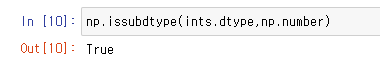 In [10]: np.issubdtype(ints.dtype,np.number)
Out[10]: True